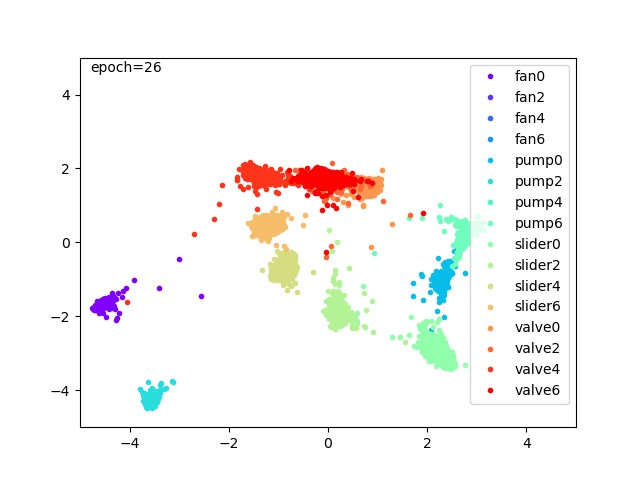 epoch=26
fan0
fan2
fan4
fan6
pump0
pump2
pump4
pump6
slider0
slider2
slider4
slider6
valve0
valve2
valve4
valve6
4
2
0
−2
−4
−4
−2
0
2
4